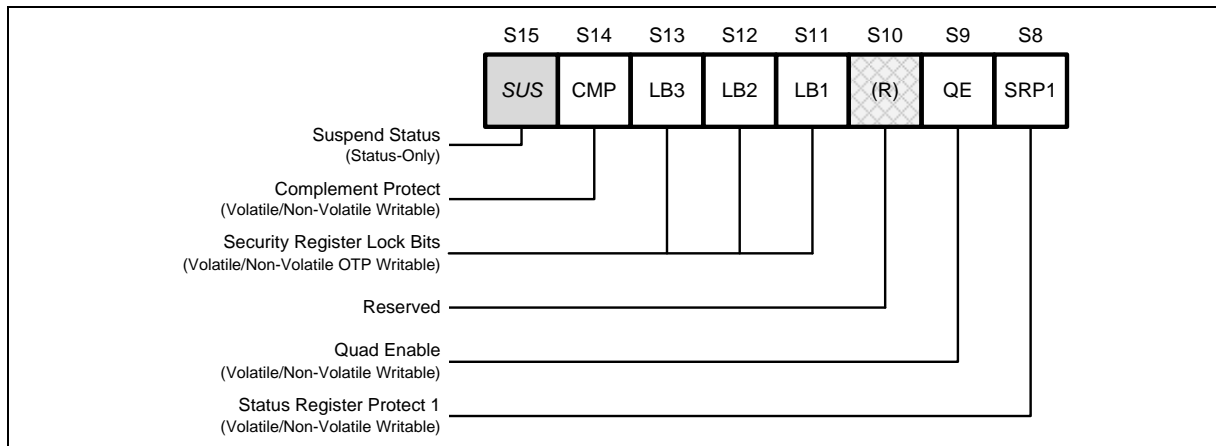 S15 S14 S13 S12 S11 S10 S9 S8
SUS CMP LB3 LB2 LB1 (R) QE SRP1
Suspend Status
(Status-Only)
Complement Protect
(Volatile/Non-Volatile Writable)
Security Register Lock Bits
(Volatile/Non-Volatile OTP Writable)
Reserved
Quad Enable
(Volatile/Non-Volatile Writable)
Status Register Protect 1
(Volatile/Non-Volatile Writable)